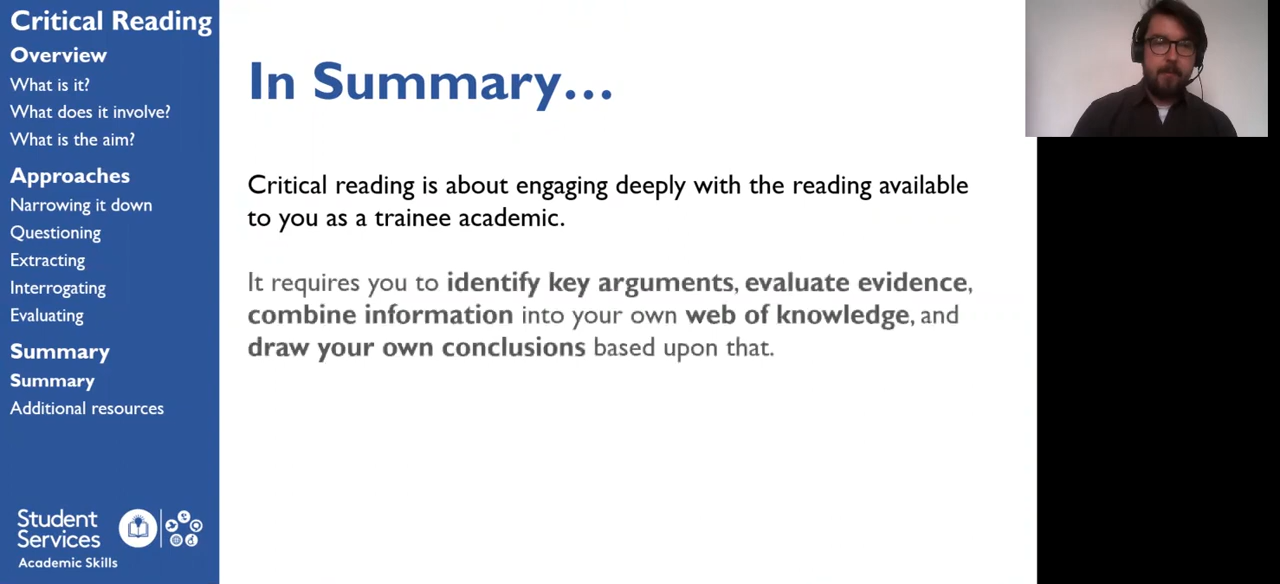 Critical Reading
Overview
What is it?
What does it involve?
What is the aim?
Approaches
Narrowing it down
Questioning
Extracting
Interrogating
Evaluating
Summary
Summary
Additional resources
Student
Services
Academic Skills
In Summary…
Critical reading is about engaging deeply with the reading available
to you as a trainee academic.
It requires you to identify key arguments, evaluate evidence,
combine information into your own web of knowledge, and
draw your own conclusions based upon that.